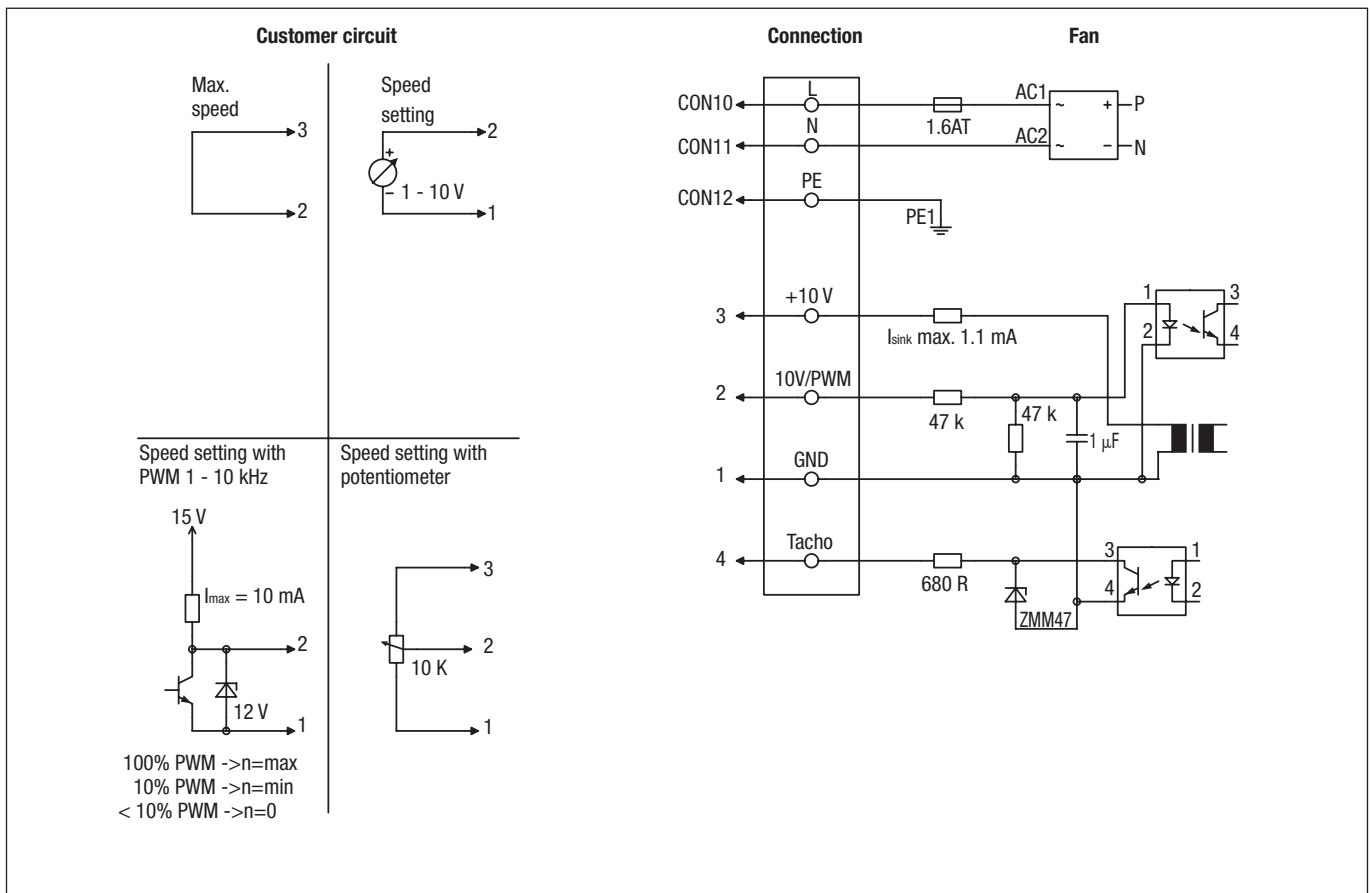 Customer circuit
Connection
Fan
Max.
speed
3
2
Speed
setting
2
+
– 1 - 10 V
1
Speed setting with
PWM 1 - 10 kHz
15 V
Imax = 10 mA
2
12 V
1
100% PWM ->n=max
10% PWM ->n=min
< 10% PWM ->n=0
Speed setting with
potentiometer
3
2
10 K
1
CON10
L
1.6AT
AC1
~
+
P
CON11
N
AC2
~
–
N
CON12
PE
PE1
3
+10 V
Isink max. 1.1 mA
1
2
3
4
2
10V/PWM
47 k
47 k
1 µF
1
GND
4
Tacho
680 R
ZMM47
3
4
1
2